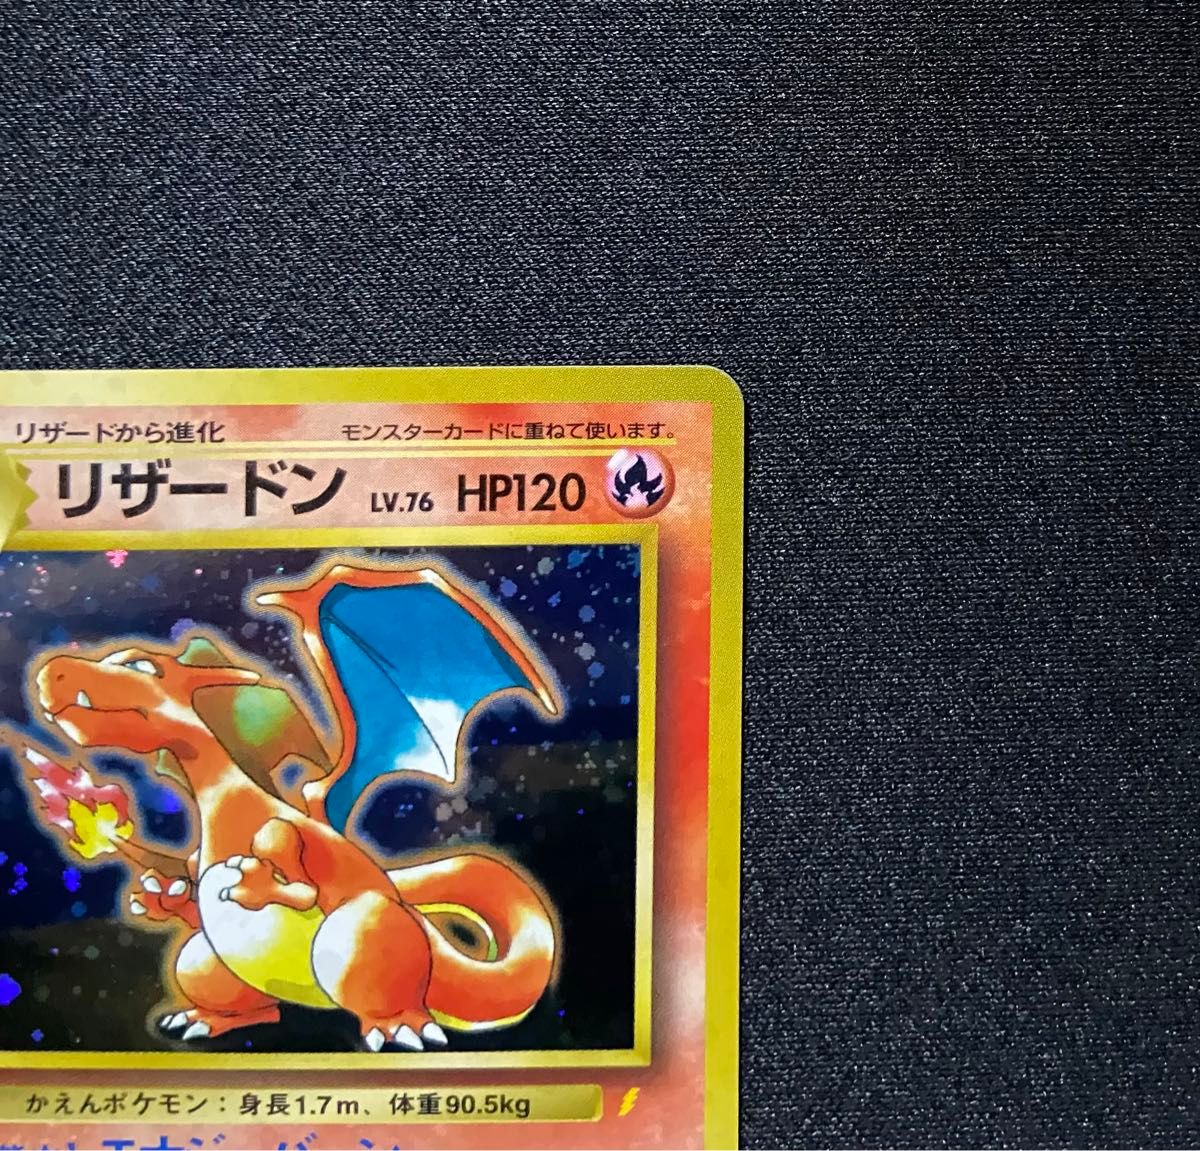 リザードから進化 モンスターカードに重ねて使います。
リザードン LV.76 HP120
かえんポケモン：身長1.7m、体重90.5kg